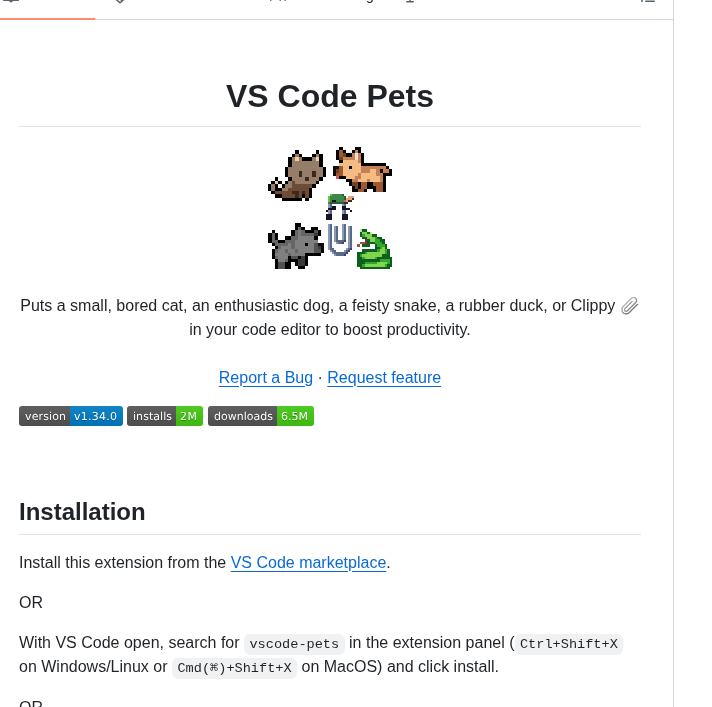 VS Code Pets
Puts a small, bored cat, an enthusiastic dog, a feisty snake, a rubber duck, or Clippy 📎
in your code editor to boost productivity.
Report a Bug · Request feature
version v1.34.0 installs 2M downloads 6.5M
Installation
Install this extension from the VS Code marketplace.
OR
With VS Code open, search for vscode-pets in the extension panel ( Ctrl+Shift+X
on Windows/Linux or Cmd(⌘)+Shift+X on MacOS) and click install.
OR